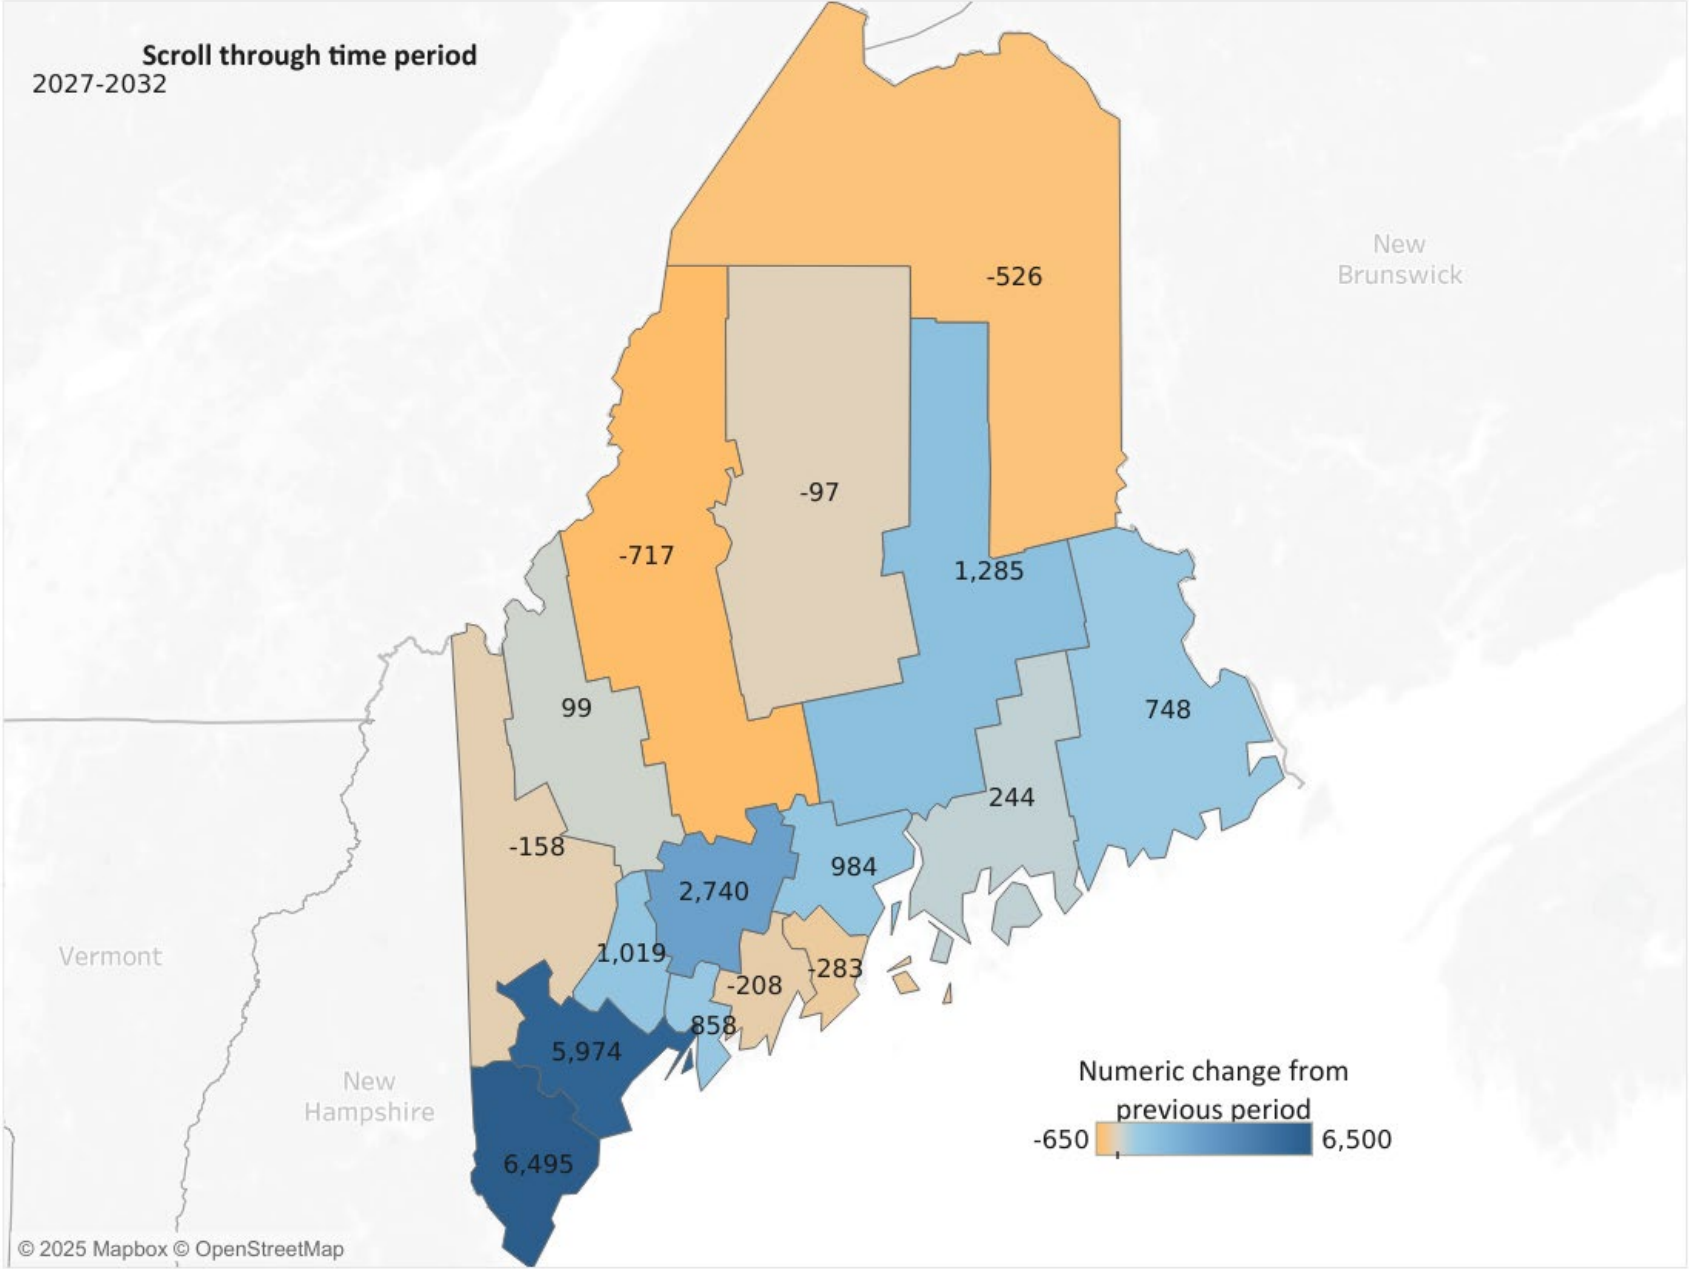 Scroll through time period
2027-2032
New
Brunswick
-526
-97
-717
1,285
99
748
244
-158
984
2,740
1,019
-283
-208
858
5,974
6,495
Vermont
New
Hampshire
Numeric change from
previous period
-650
6,500
© 2025 Mapbox © OpenStreetMap